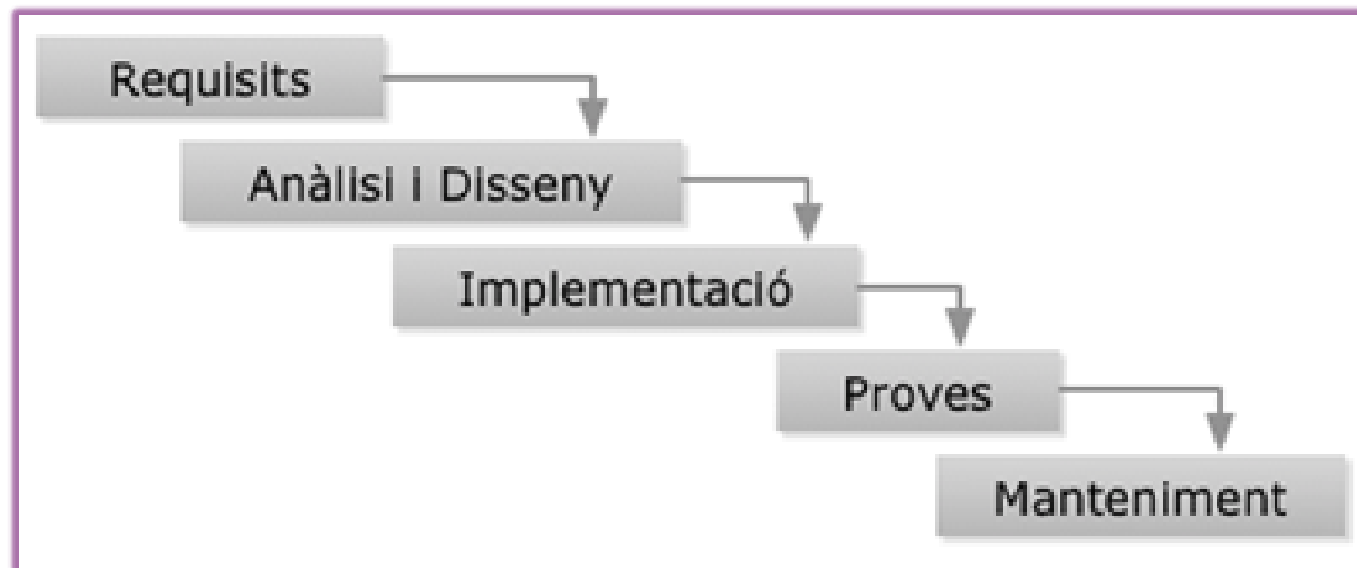 Requisits
Anàlisi i Disseny
Implementació
Proves
Manteniment